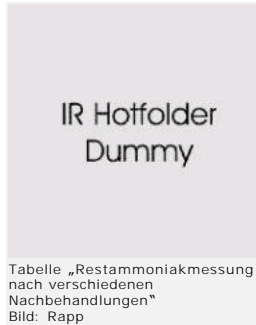 IR Hotfolder
Dummy
Tabelle „Restammoniakmessung
nach verschiedenen
Nachbehandlungen“
Bild: Rapp